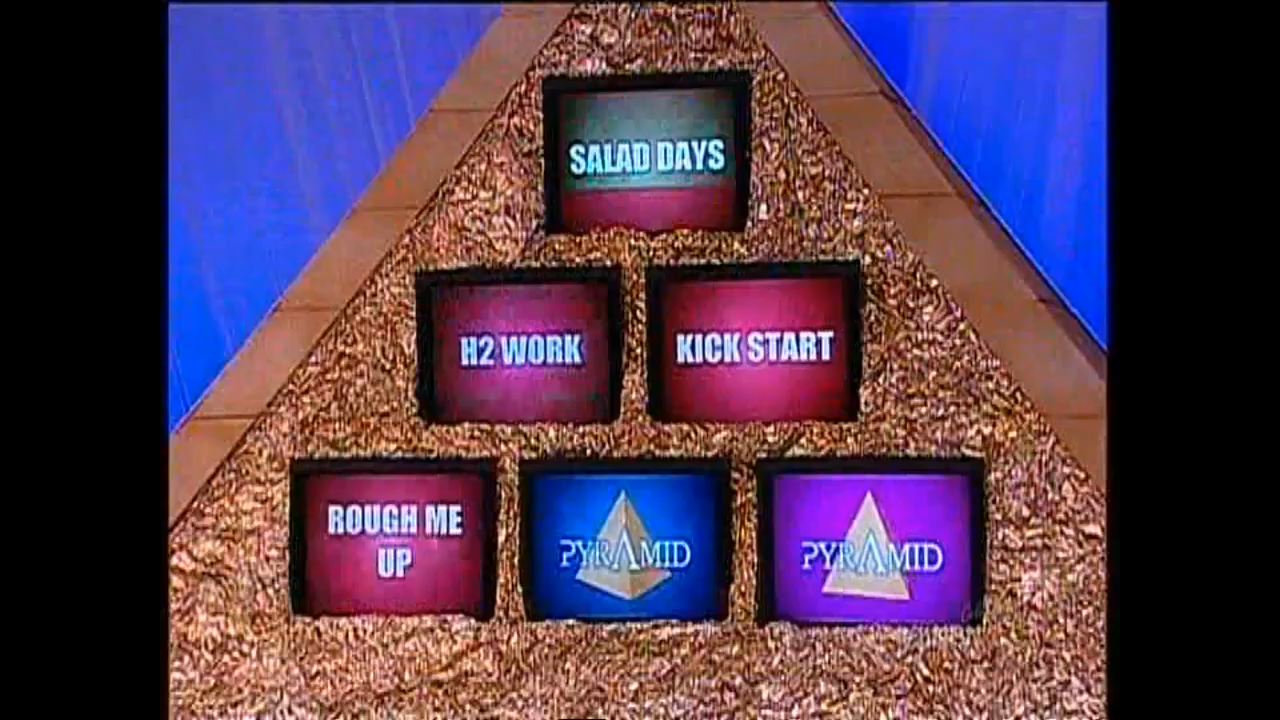 SALAD DAYS
H2 WORK
KICK START
ROUGH ME
UP
PYRAMID
PYRAMID